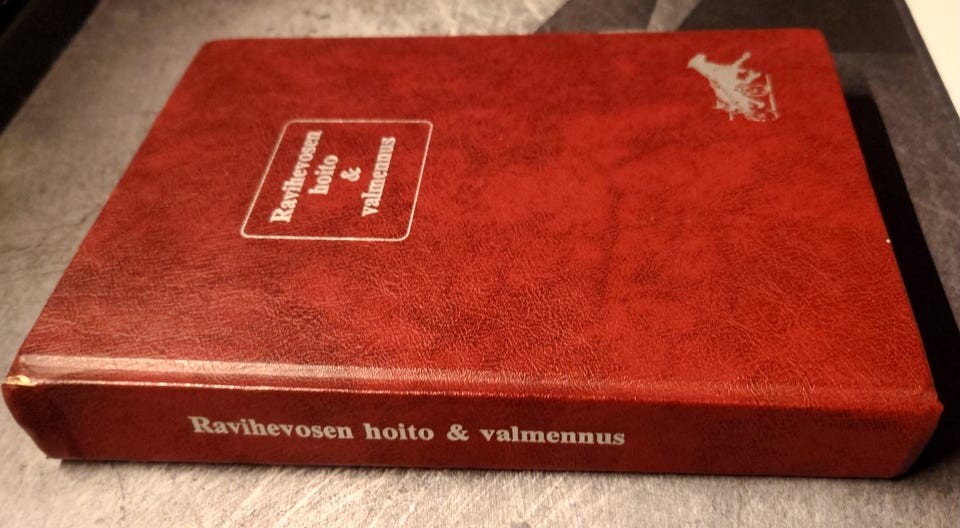 Ravihevosen
hoito
&
valmennus
Ravihevosen hoito & valmennus